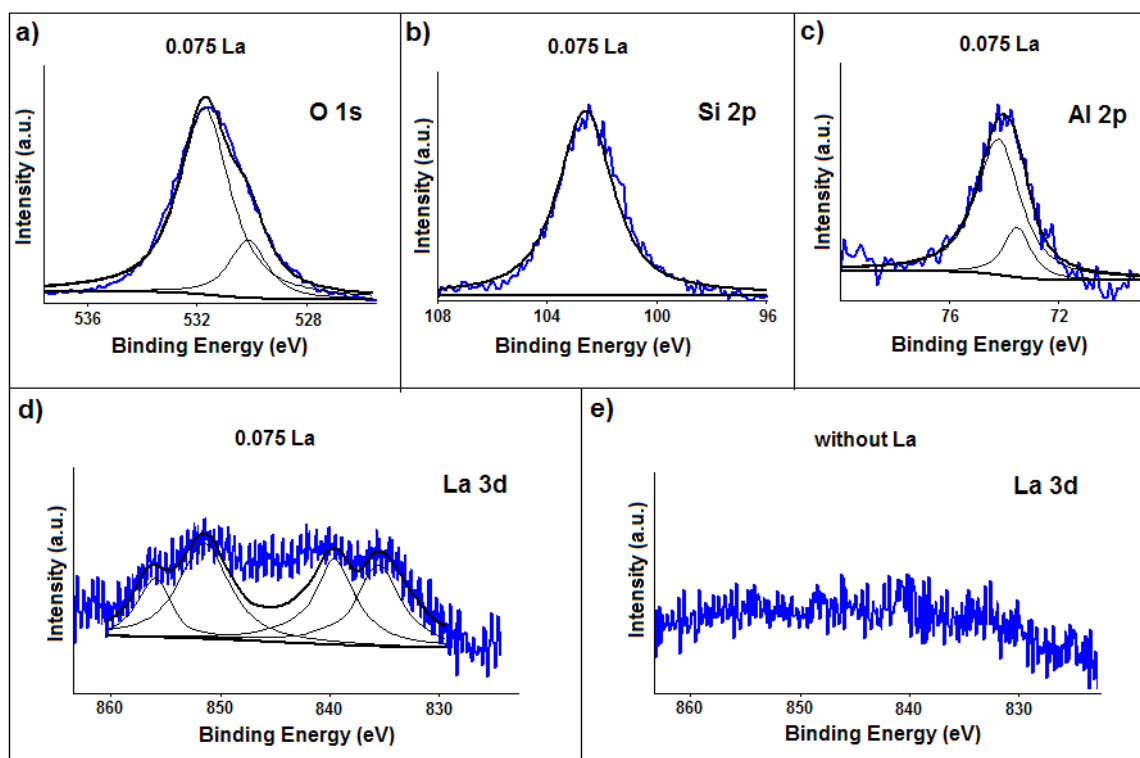 a)
0.075 La
O 1s
Intensity (a.u.)
536 532 528
Binding Energy (eV)
b)
0.075 La
Si 2p
Intensity (a.u.)
108 104 100 96
Binding Energy (eV)
c)
0.075 La
Al 2p
Intensity (a.u.)
76 72
Binding Energy (eV)
d)
0.075 La
La 3d
Intensity (a.u.)
860 850 840 830
Binding Energy (eV)
e)
without La
La 3d
Intensity (a.u.)
860 850 840 830
Binding Energy (eV)